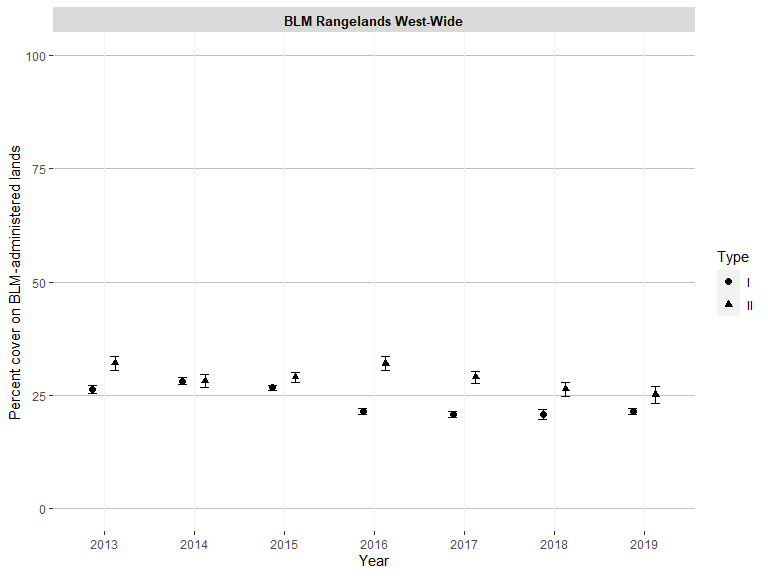 BLM Rangelands West-Wide
100
75
50
25
0
Percent cover on BLM-administered lands
2013 2014 2015 2016 2017 2018 2019
Year
Type
I
II